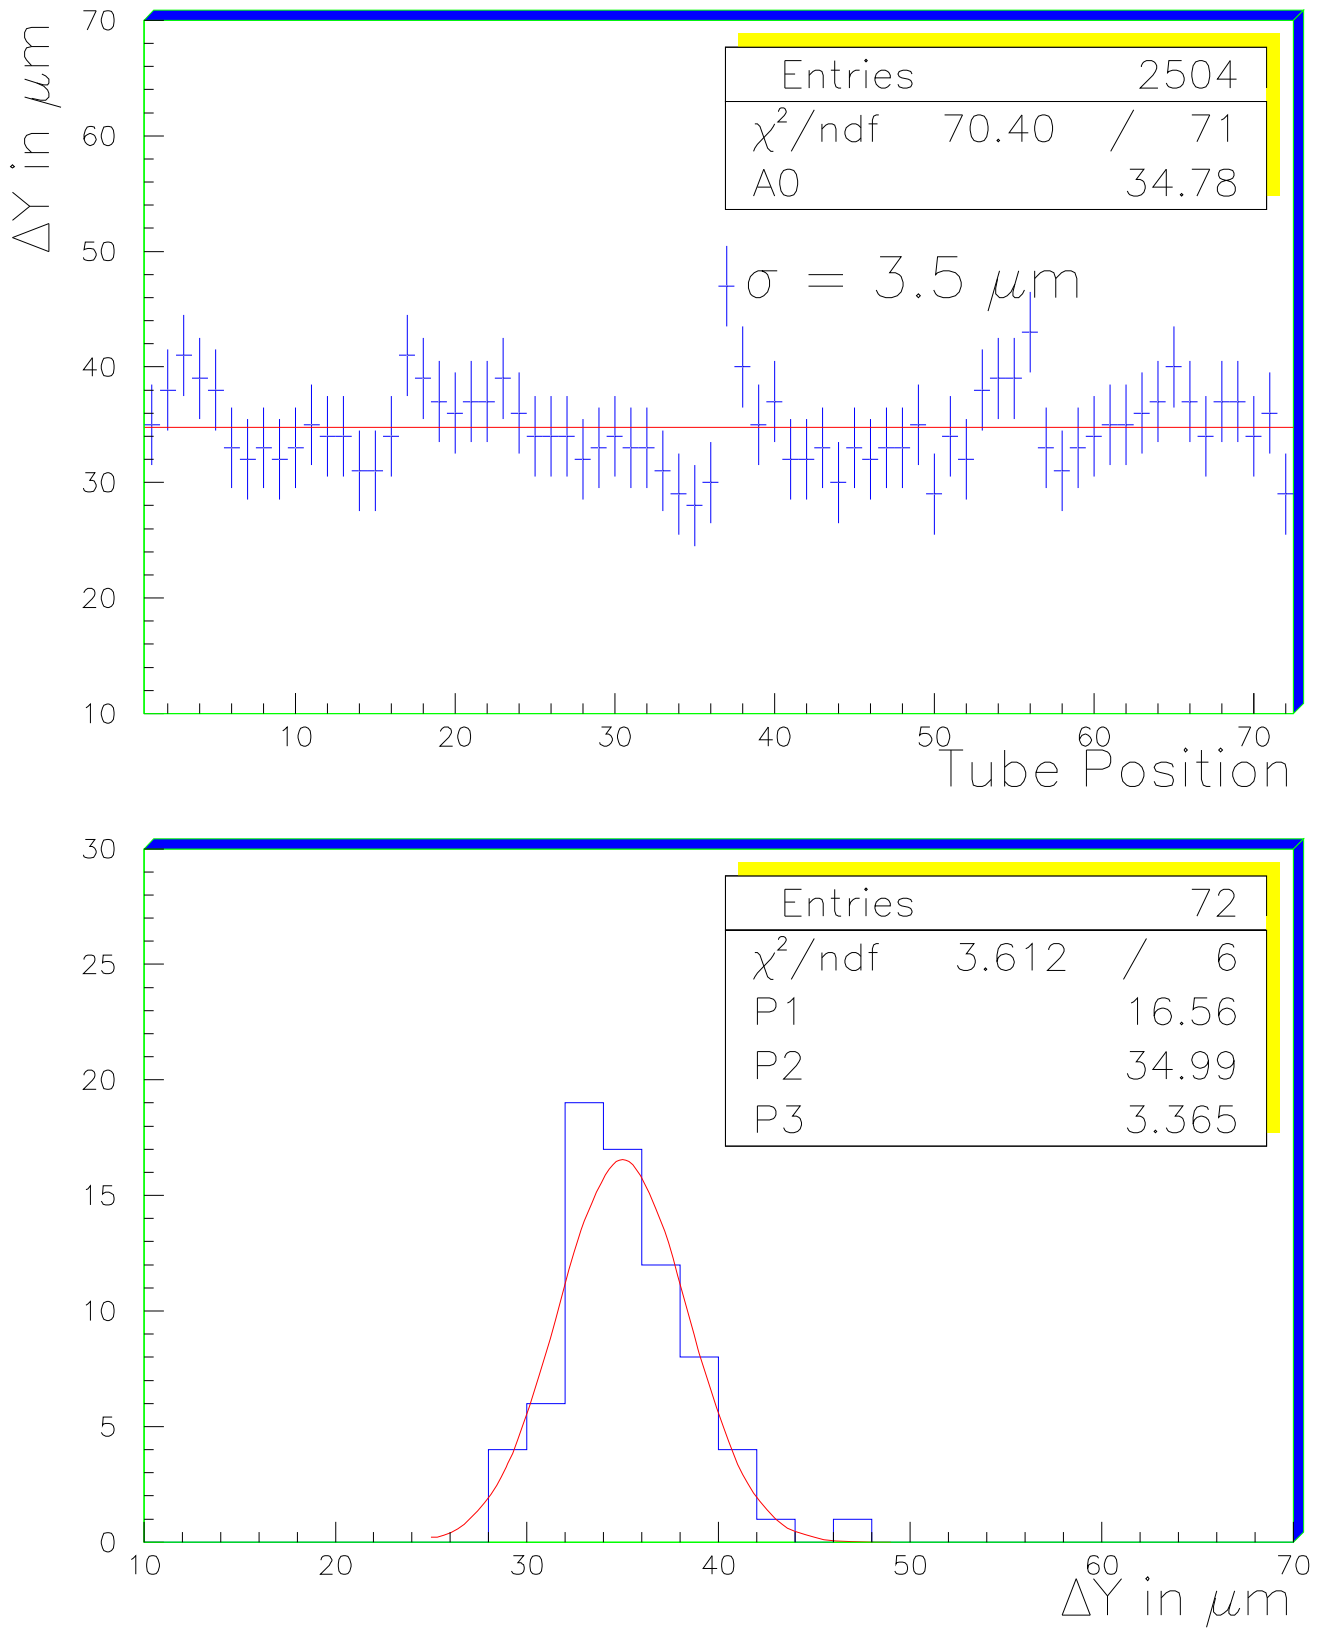 ΔY in μm
70
60
50
40
30
20
10
Entries 2504
χ²/ndf 70.40 / 71
A0 34.78
σ = 3.5 μm
10 20 30 40 50 60 70
Tube Position
30
25
20
15
10
5
0
Entries 72
χ²/ndf 3.612 / 6
P1 16.56
P2 34.99
P3 3.365
10 20 30 40 50 60 70
ΔY in μm